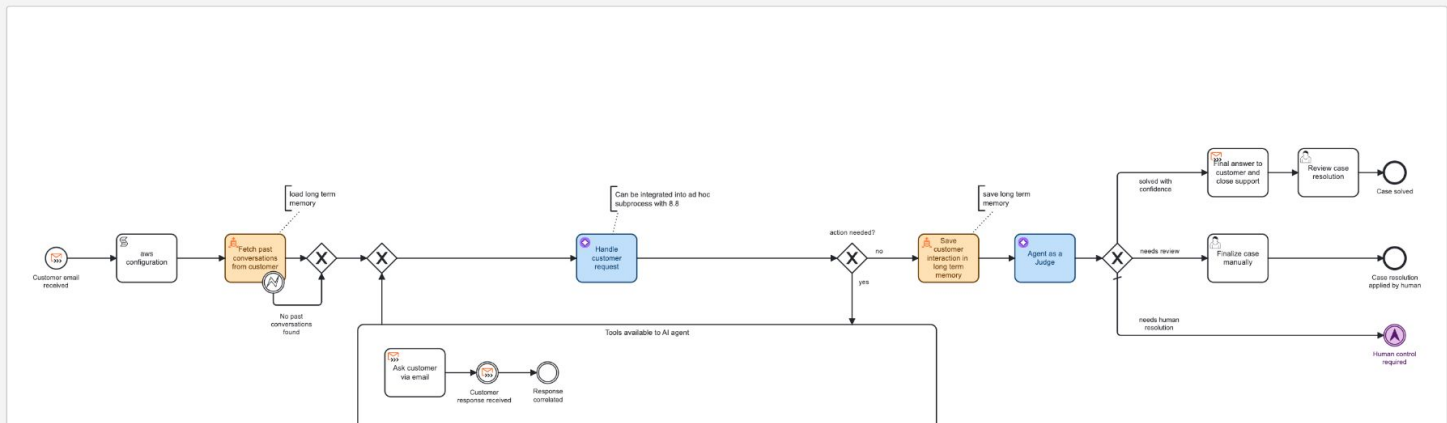 load long term
memory
Can be integrated into ad hoc
subprocess with 8.8
save long term
memory
Customer email
received
aws
configuration
Fetch past
conversations
from customer
No past
conversations
found
Handle
customer
request
action needed?
no
yes
Save
customer
interaction in
long term
memory
Agent as a
Judge
solved with
confidence
Final answer to
customer and
close support
Review case
resolution
Case solved
needs review
Finalize case
manually
Case resolution
applied by human
needs human
resolution
Human control
required
Tools available to AI agent
Ask customer
via email
Customer
response received
Response
correlated